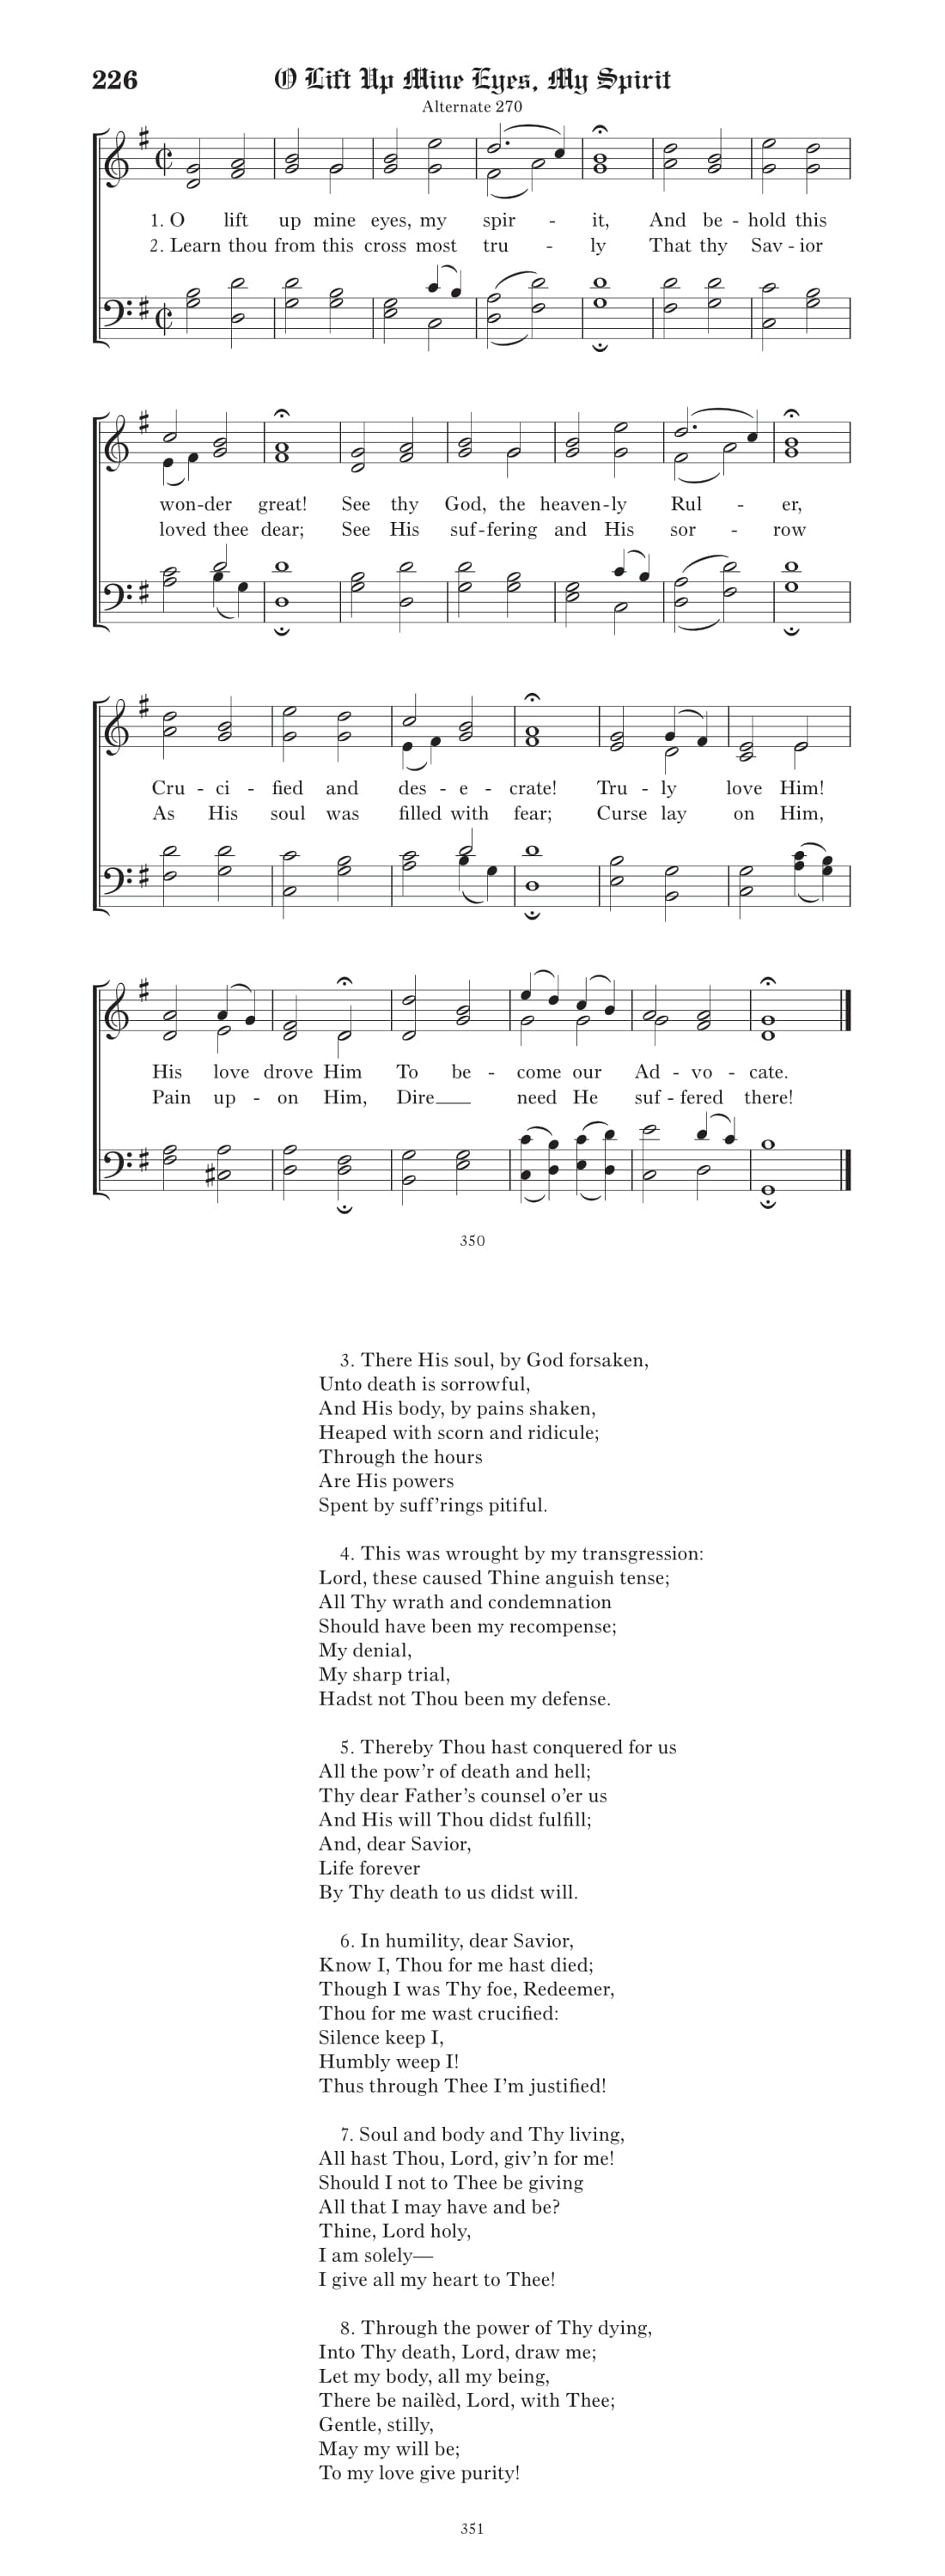 226 O Lift Up Mine Eyes, My Spirit
Alternate 270
1. O lift up mine eyes, my spir - it, And be - hold this
2. Learn thou from this cross most tru - ly That thy Sav - ior
won-der great! See thy God, the heaven-ly Rul - er,
loved thee dear; See His suf-fering and His sor - row
Cru - ci - fied and des - e - crate! Tru - ly love Him!
As His soul was filled with fear; Curse lay on Him,
His love drove Him To be - come our Ad - vo - cate.
Pain up - on Him, Dire need He suf - fered there!
350
3. There His soul, by God forsaken,
Unto death is sorrowful,
And His body, by pains shaken,
Heaped with scorn and ridicule;
Through the hours
Are His powers
Spent by suff’rings pitiful.
4. This was wrought by my transgression:
Lord, these caused Thine anguish tense;
All Thy wrath and condemnation
Should have been my recompense;
My denial,
My sharp trial,
Hadst not Thou been my defense.
5. Thereby Thou hast conquered for us
All the pow’r of death and hell;
Thy dear Father’s counsel o’er us
And His will Thou didst fulfill;
And, dear Savior,
Life forever
By Thy death to us didst will.
6. In humility, dear Savior,
Know I, Thou for me hast died;
Though I was Thy foe, Redeemer,
Thou for me wast crucified:
Silence keep I,
Humbly weep I!
Thus through Thee I’m justified!
7. Soul and body and Thy living,
All hast Thou, Lord, giv’n for me!
Should I not to Thee be giving
All that I may have and be?
Thine, Lord holy,
I am solely—
I give all my heart to Thee!
8. Through the power of Thy dying,
Into Thy death, Lord, draw me;
Let my body, all my being,
There be nailèd, Lord, with Thee;
Gentle, stilly,
May my will be;
To my love give purity!
351